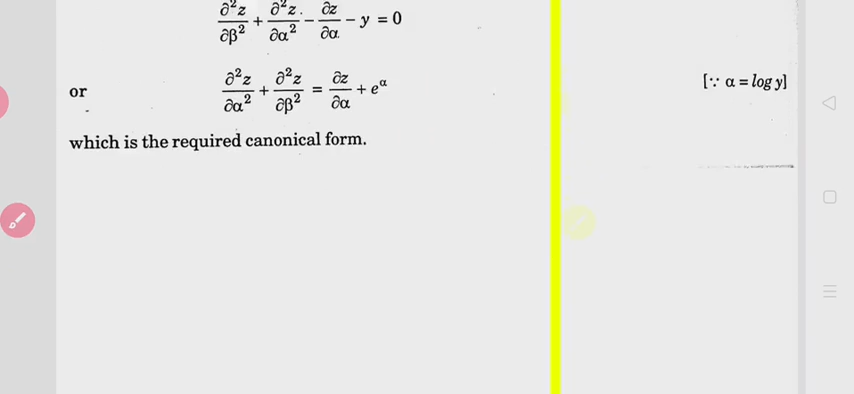 ∂²z/∂β² + ∂²z/∂α² − ∂z/∂α − y = 0
or ∂²z/∂α² + ∂²z/∂β² = ∂z/∂α + e^α [∵ α = log y]
which is the required canonical form.